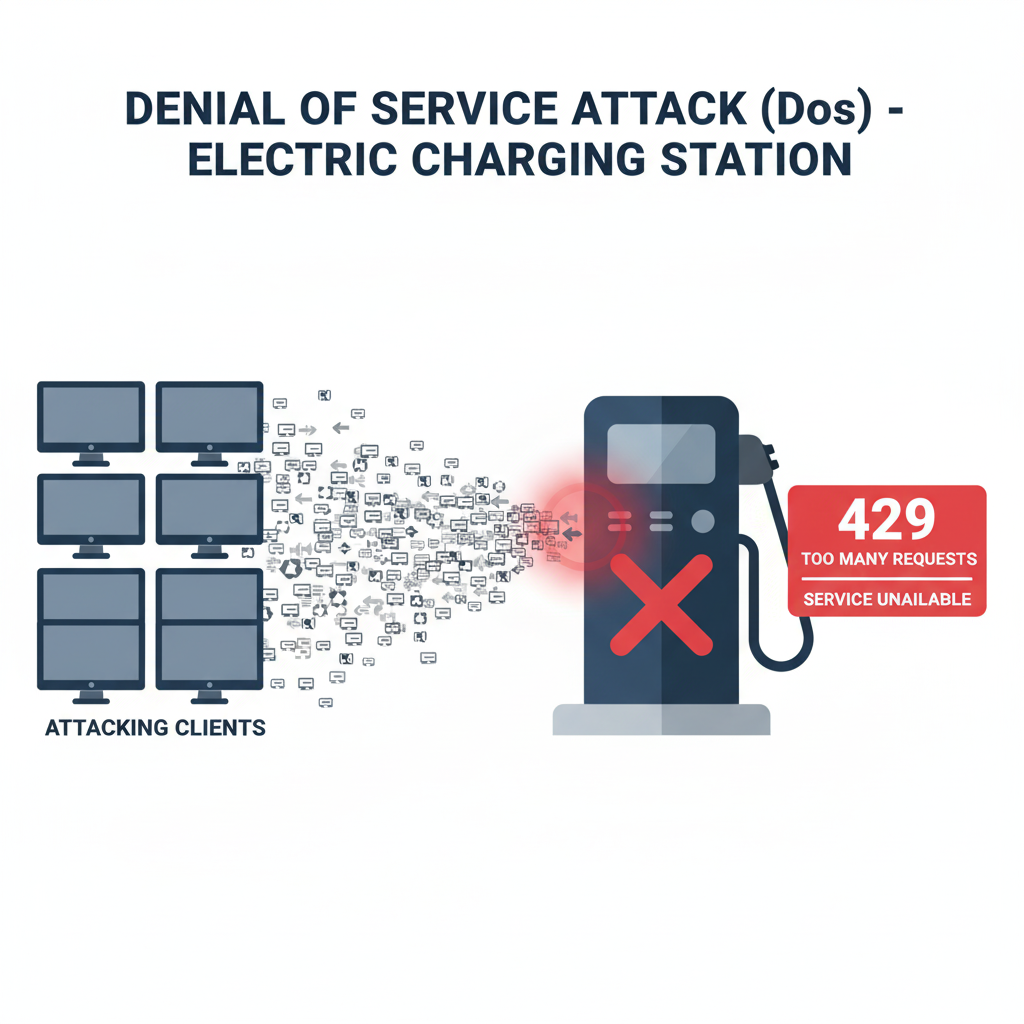 DENIAL OF SERVICE ATTACK (Dos) -
ELECTRIC CHARGING STATION
429
TOO MANY REQUESTS
SERVICE UNAILABLE
ATTACKING CLIENTS